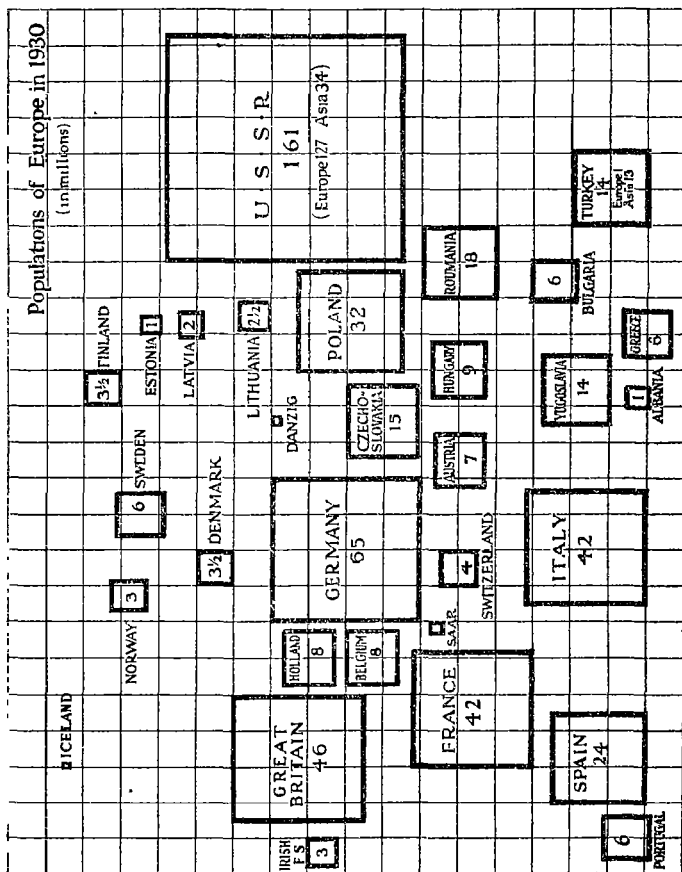 Populations of Europe in 1930
(in millions)
ICELAND
NORWAY
3
6
SWEDEN
3½
FINLAND
ESTONIA
1
LATVIA
2
LITHUANIA
2½
3½
DENMARK
DANZIG
U · S · S · R
161
(Europe 127 Asia 34)
IRISH
F S
3
GREAT
BRITAIN
46
HOLLAND
8
BELGIUM
8
GERMANY
65
CZECHO-
SLOVAKIA
15
POLAND
32
FRANCE
42
SAAR
4
SWITZERLAND
AUSTRIA
7
HUNGARY
9
ROUMANIA
18
PORTUGAL
6
SPAIN
24
ITALY
42
YUGOSLAVIA
14
1
ALBANIA
GREECE
6
6
BULGARIA
TURKEY
14
Europe 1
Asia 13